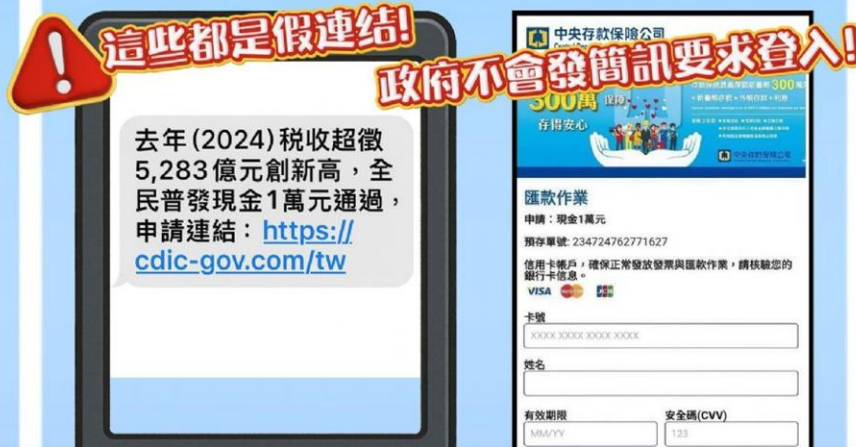 這些都是假連結!
政府不會發簡訊要求登入!
去年(2024)稅收超徵
5,283億元創新高，全
民普發現金1萬元通過，
申請連結：https://
cdic-gov.com/tw
中央存款保險公司
300萬
300萬 保障
存得安心
中央存款保險公司
匯款作業
申請：現金1萬元
預存單號: 234724762771627
信用卡帳戶，確保正常發放發票與匯款作業，請核驗您的
銀行卡信息。
VISA
JCB
卡號
XXXX XXXX XXXX XXXX
姓名
有效期限
安全碼(CVV)
MM/YY
123